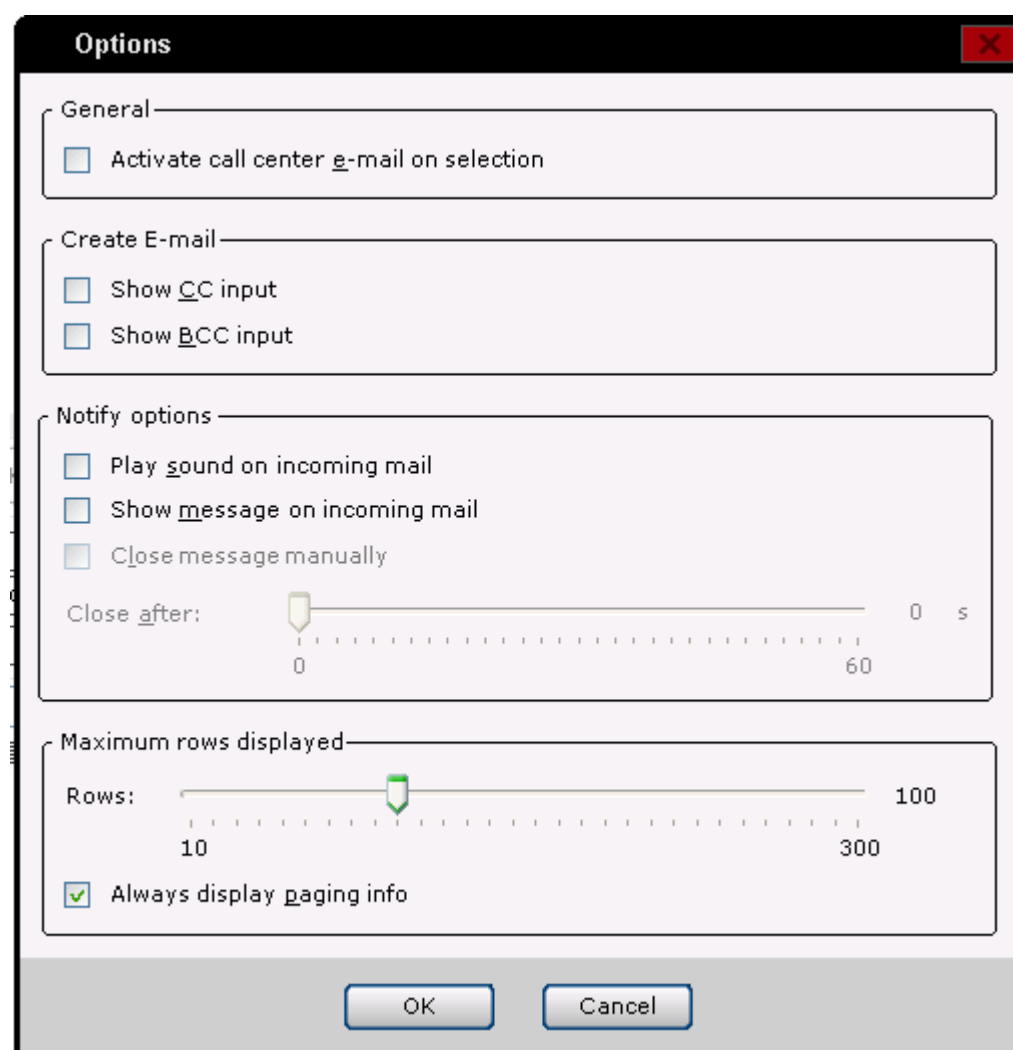 Options
General
Activate call center e-mail on selection
Create E-mail
Show CC input
Show BCC input
Notify options
Play sound on incoming mail
Show message on incoming mail
Close message manually
Close after: 0 s
0 60
Maximum rows displayed
Rows: 100
10 300
Always display paging info
OK Cancel